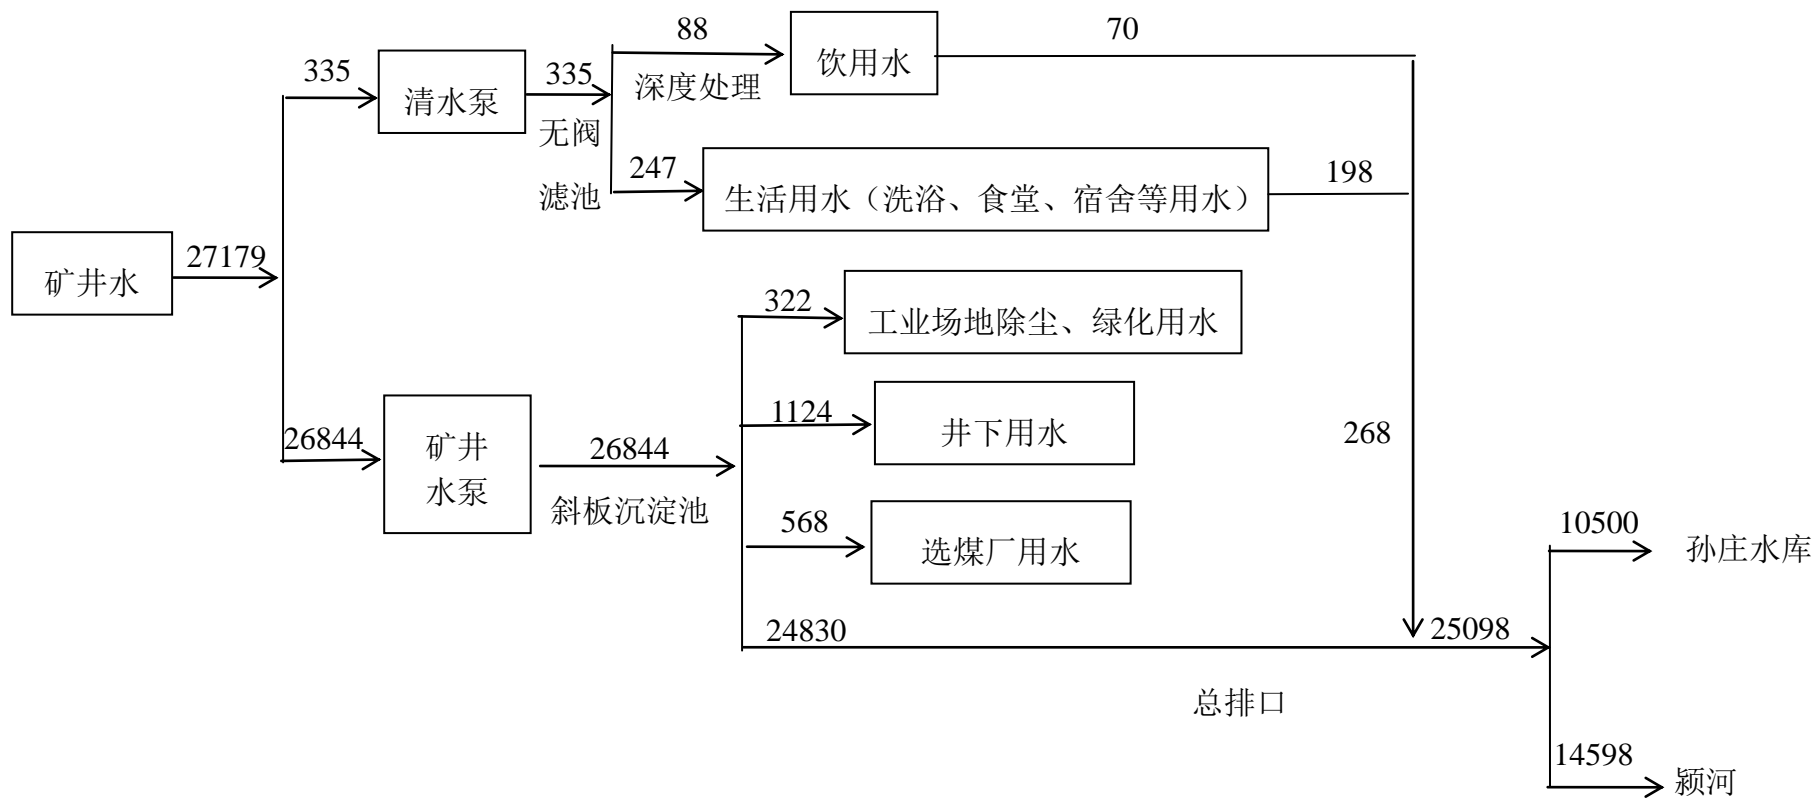 88
70
饮用水
335
335
清水泵
深度处理
无阀
247
198
滤池
生活用水（洗浴、食堂、宿舍等用水）
27179
矿井水
322
工业场地除尘、绿化用水
1124
井下用水
268
26844
矿井
水泵
26844
斜板沉淀池
568
选煤厂用水
10500
孙庄水库
24830
25098
总排口
14598
颍河